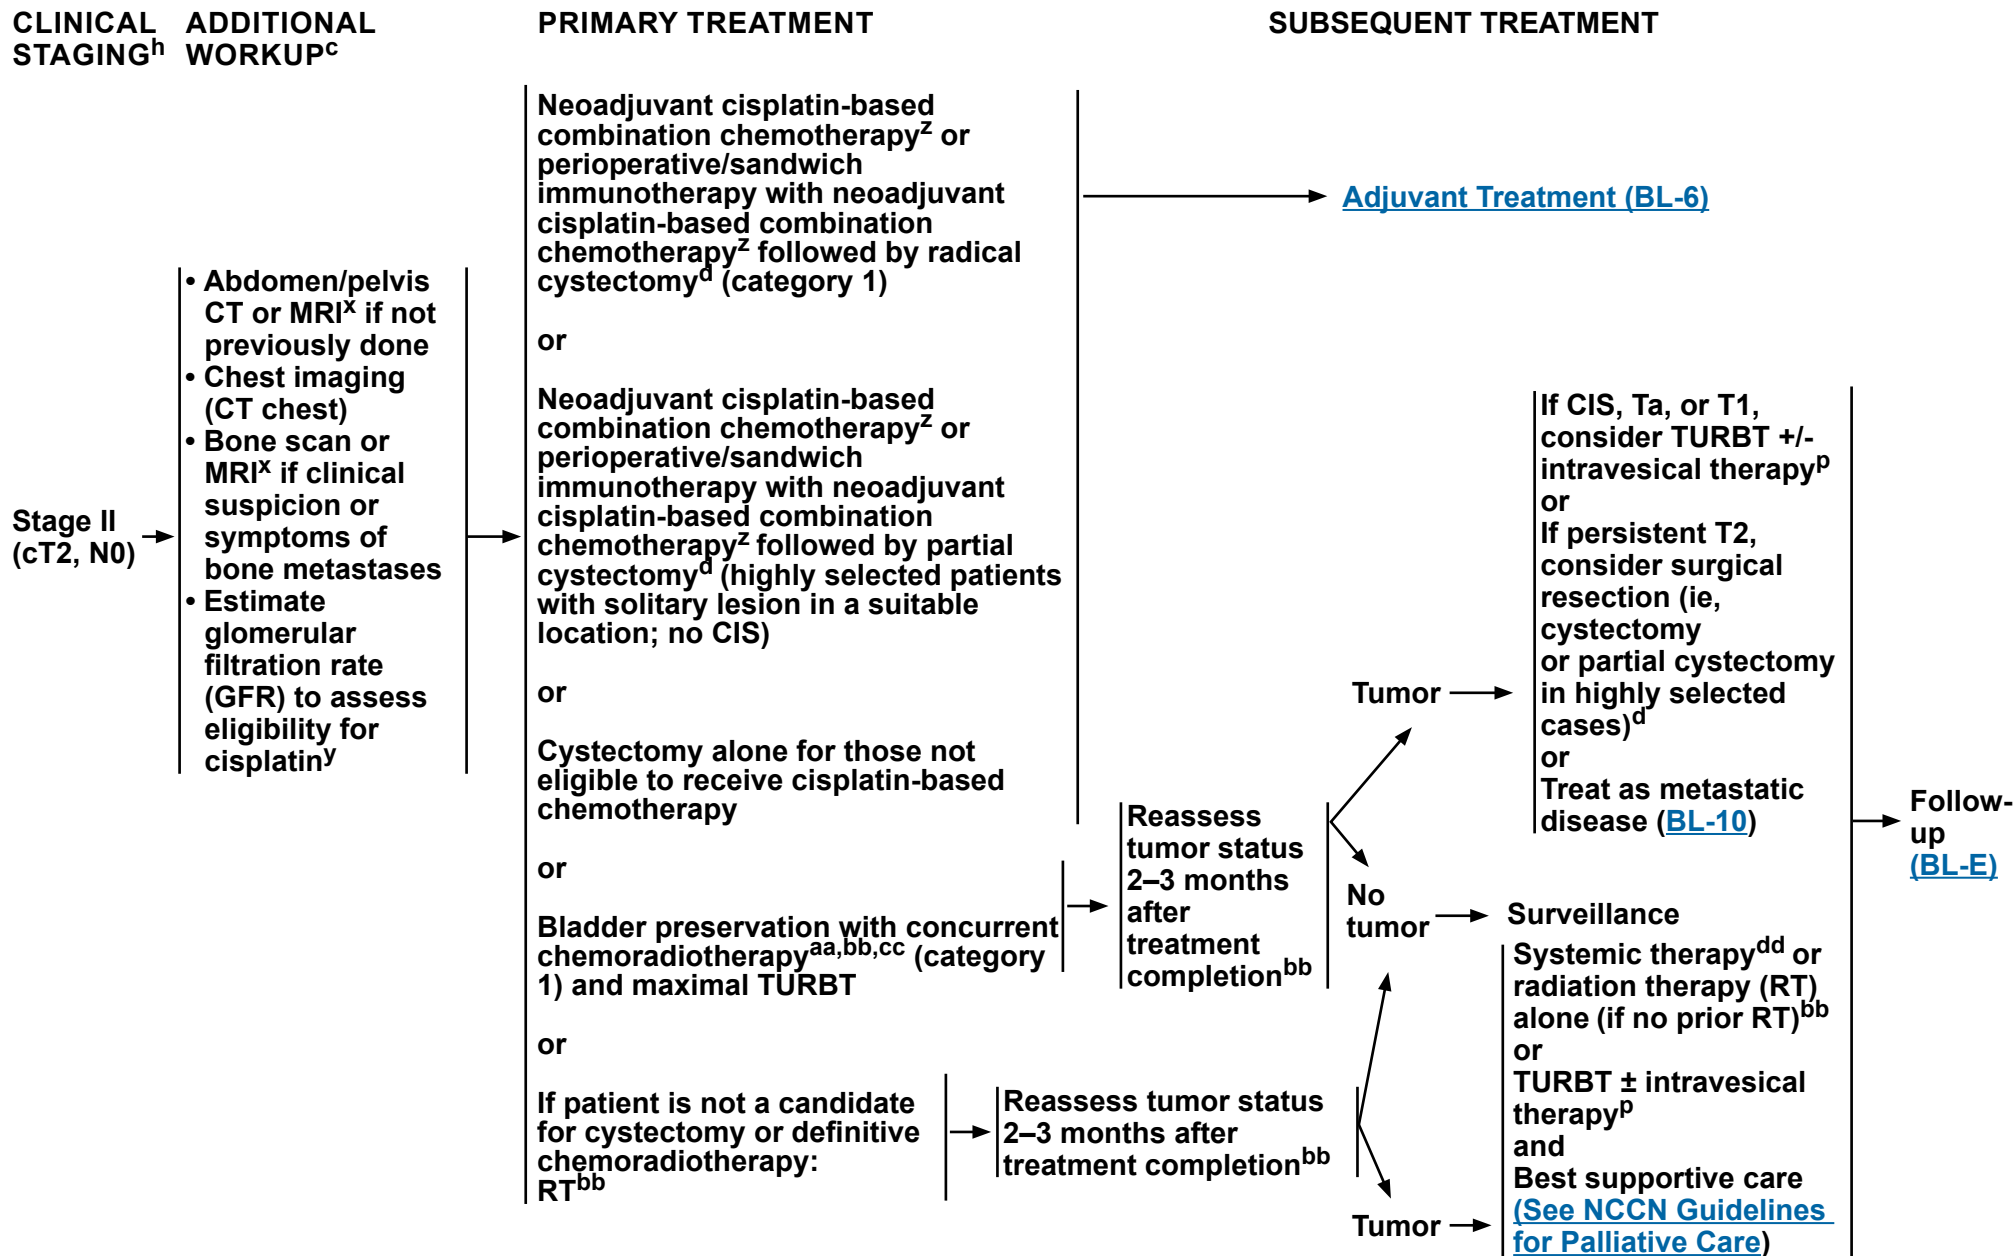 CLINICAL STAGINGh
ADDITIONAL WORKUPc
PRIMARY TREATMENT
SUBSEQUENT TREATMENT
Stage II
(cT2, N0)
• Abdomen/pelvis
CT or MRIx if not
previously done
• Chest imaging
(CT chest)
• Bone scan or
MRIx if clinical
suspicion or
symptoms of
bone metastases
• Estimate
glomerular
filtration rate
(GFR) to assess
eligibility for
cisplatiny
Neoadjuvant cisplatin-based
combination chemotherapyz or
perioperative/sandwich
immunotherapy with neoadjuvant
cisplatin-based combination
chemotherapyz followed by radical
cystectomyd (category 1)
or
Neoadjuvant cisplatin-based
combination chemotherapyz or
perioperative/sandwich
immunotherapy with neoadjuvant
cisplatin-based combination
chemotherapyz followed by partial
cystectomyd (highly selected patients
with solitary lesion in a suitable
location; no CIS)
or
Cystectomy alone for those not
eligible to receive cisplatin-based
chemotherapy
or
Bladder preservation with concurrent
chemoradiotherapyaa,bb,cc (category
1) and maximal TURBT
or
If patient is not a candidate
for cystectomy or definitive
chemoradiotherapy:
RTbb
Adjuvant Treatment (BL-6)
Reassess
tumor status
2–3 months
after
treatment
completionbb
Reassess tumor status
2–3 months after
treatment completionbb
Tumor
If CIS, Ta, or T1,
consider TURBT +/-
intravesical therapyp
or
If persistent T2,
consider surgical
resection (ie,
cystectomy
or partial cystectomy
in highly selected
cases)d
or
Treat as metastatic
disease (BL-10)
No
tumor
Surveillance
Tumor
Systemic therapydd or
radiation therapy (RT)
alone (if no prior RT)bb
or
TURBT ± intravesical
therapyp
and
Best supportive care
(See NCCN Guidelines
for Palliative Care)
Follow-
up
(BL-E)